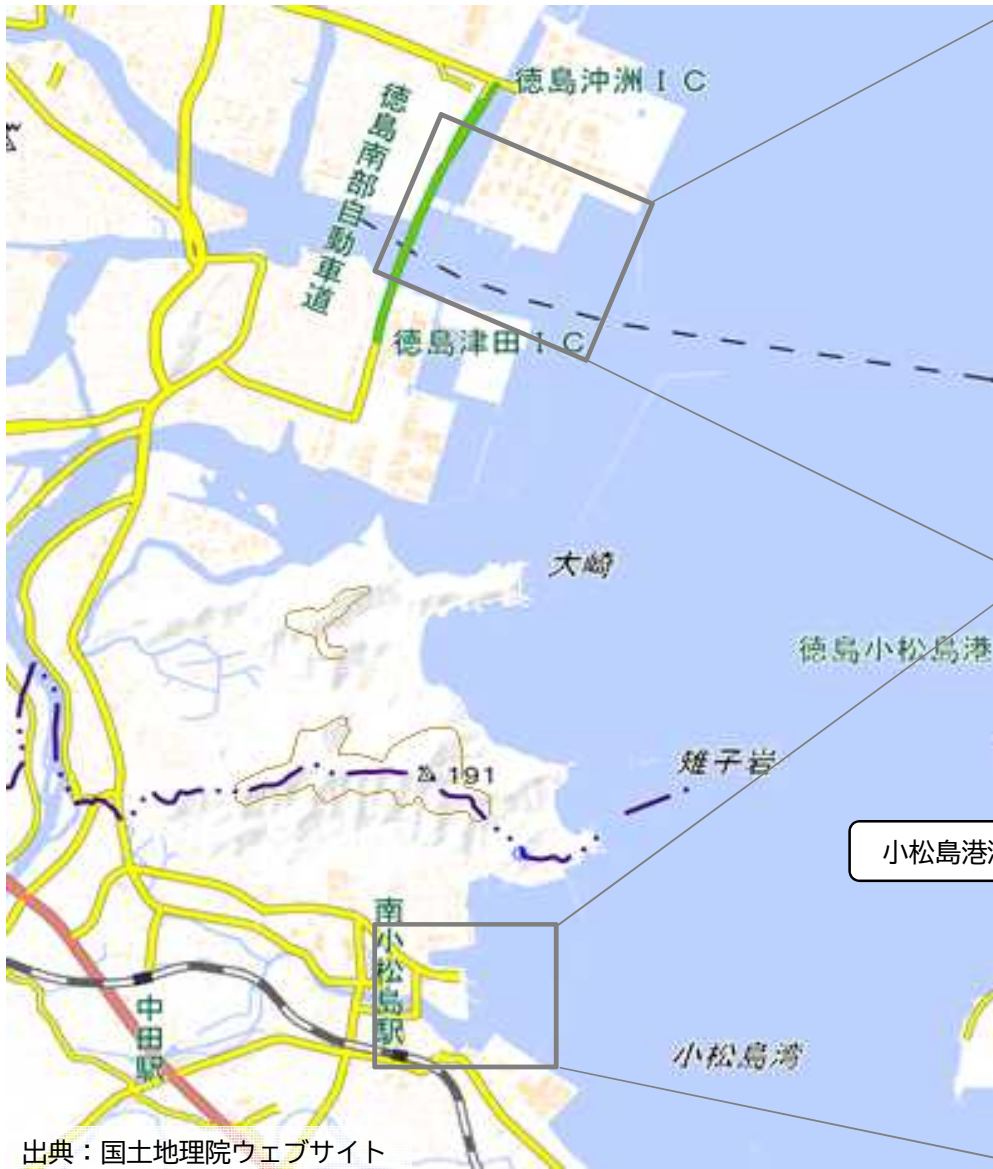 徳島沖洲ＩＣ
徳島南部自動車道
徳島津田ＩＣ
大崎
徳島小松島港
雉子岩
191
小松島港
南小松島駅
中田駅
小松島湾
出典：国土地理院ウェブサイト